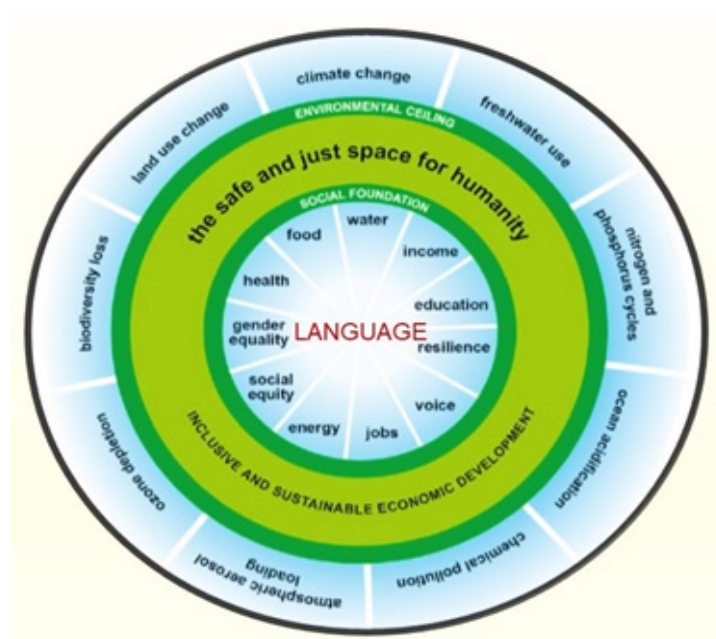 climate change
freshwater use
nitrogen and
phosphorus cycles
ocean acidification
chemical pollution
atmospheric aerosol
loading
ozone depletion
biodiversity loss
land use change
ENVIRONMENTAL CEILING
the safe and just space for humanity
SOCIAL FOUNDATION
water
income
education
resilience
voice
jobs
energy
social
equity
gender
equality
health
food
LANGUAGE
INCLUSIVE AND SUSTAINABLE ECONOMIC DEVELOPMENT